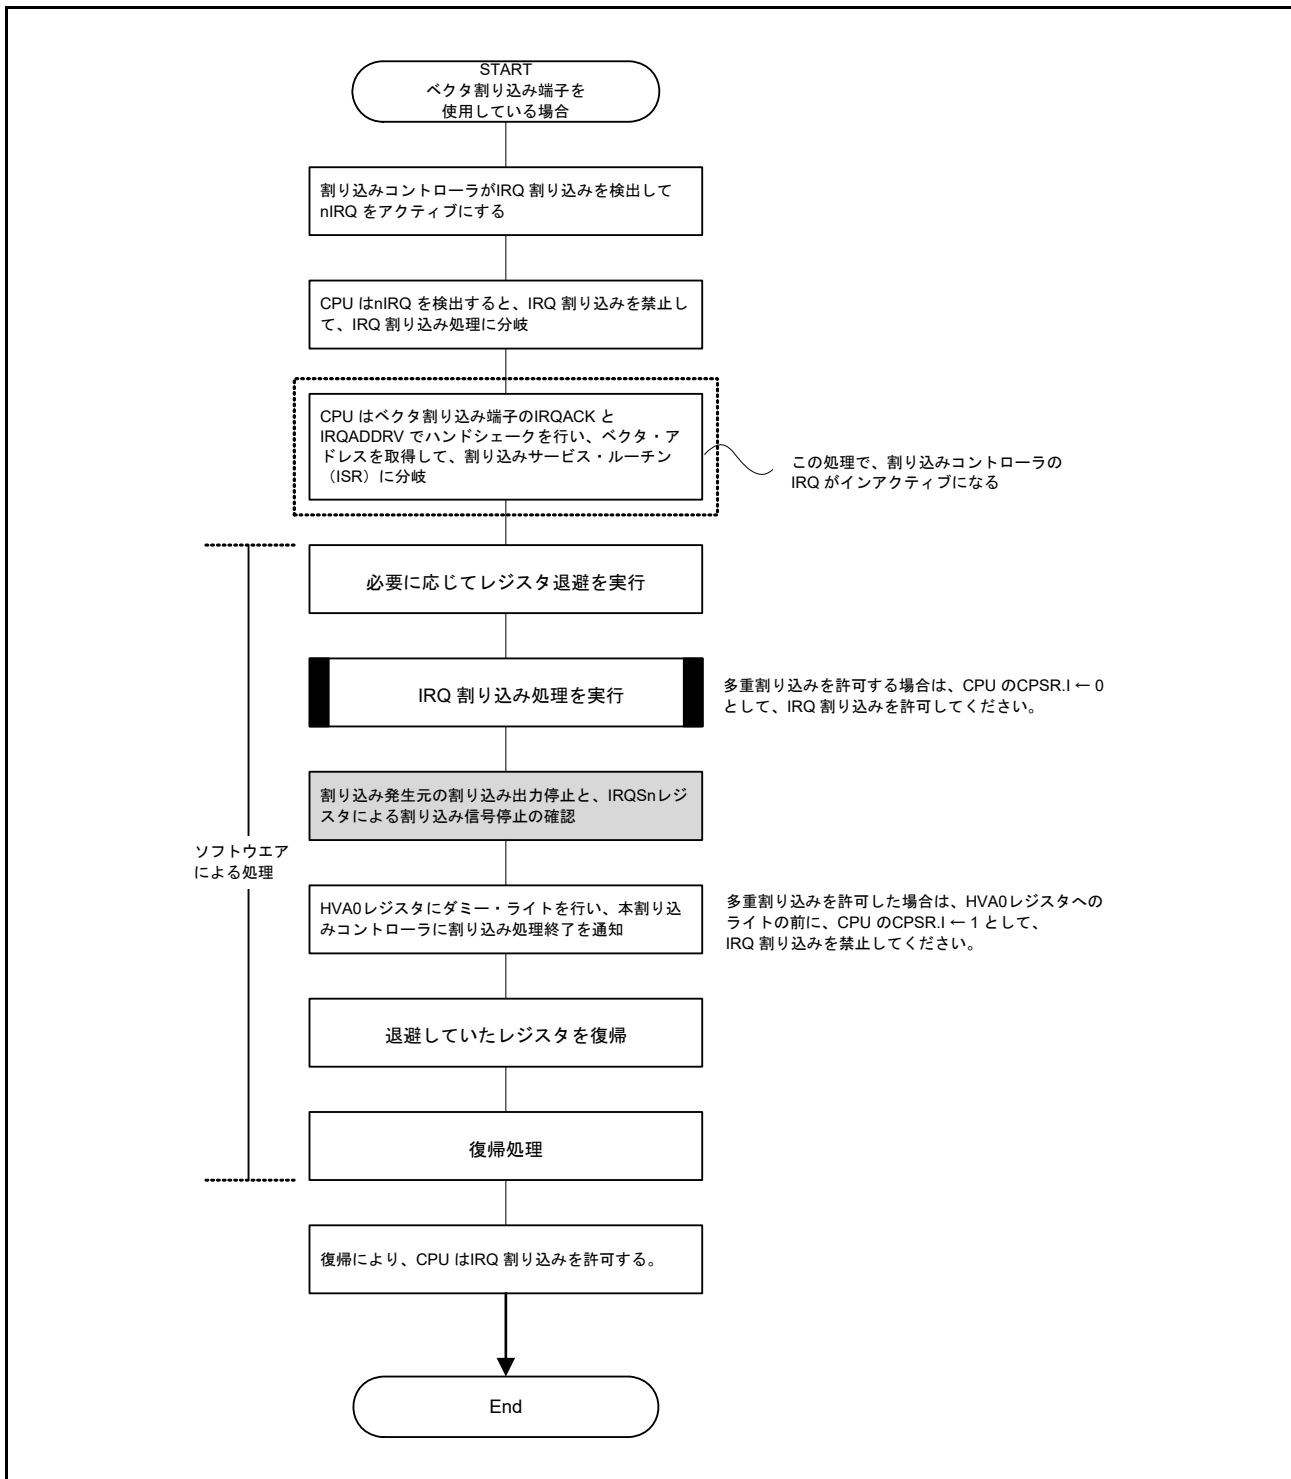 START
ベクタ割り込み端子を
使用している場合
割り込みコントローラがIRQ 割り込みを検出して
nIRQ をアクティブにする
CPU はnIRQ を検出すると、IRQ 割り込みを禁止し
て、IRQ 割り込み処理に分岐
CPU はベクタ割り込み端子のIRQACK と
IRQADDRV でハンドシェークを行い、ベクタ・ア
ドレスを取得して、割り込みサービス・ルーチン
（ISR）に分岐
この処理で、割り込みコントローラの
IRQ がインアクティブになる
必要に応じてレジスタ退避を実行
IRQ 割り込み処理を実行
多重割り込みを許可する場合は、CPU のCPSR.I ← 0
として、IRQ 割り込みを許可してください。
割り込み発生元の割り込み出力停止と、IRQSnレジ
スタによる割り込み信号停止の確認
ソフトウエア
による処理
HVA0レジスタにダミー・ライトを行い、本割り込
みコントローラに割り込み処理終了を通知
多重割り込みを許可した場合は、HVA0レジスタへの
ライトの前に、CPU のCPSR.I ← 1 として、
IRQ 割り込みを禁止してください。
退避していたレジスタを復帰
復帰処理
復帰により、CPU はIRQ 割り込みを許可する。
End